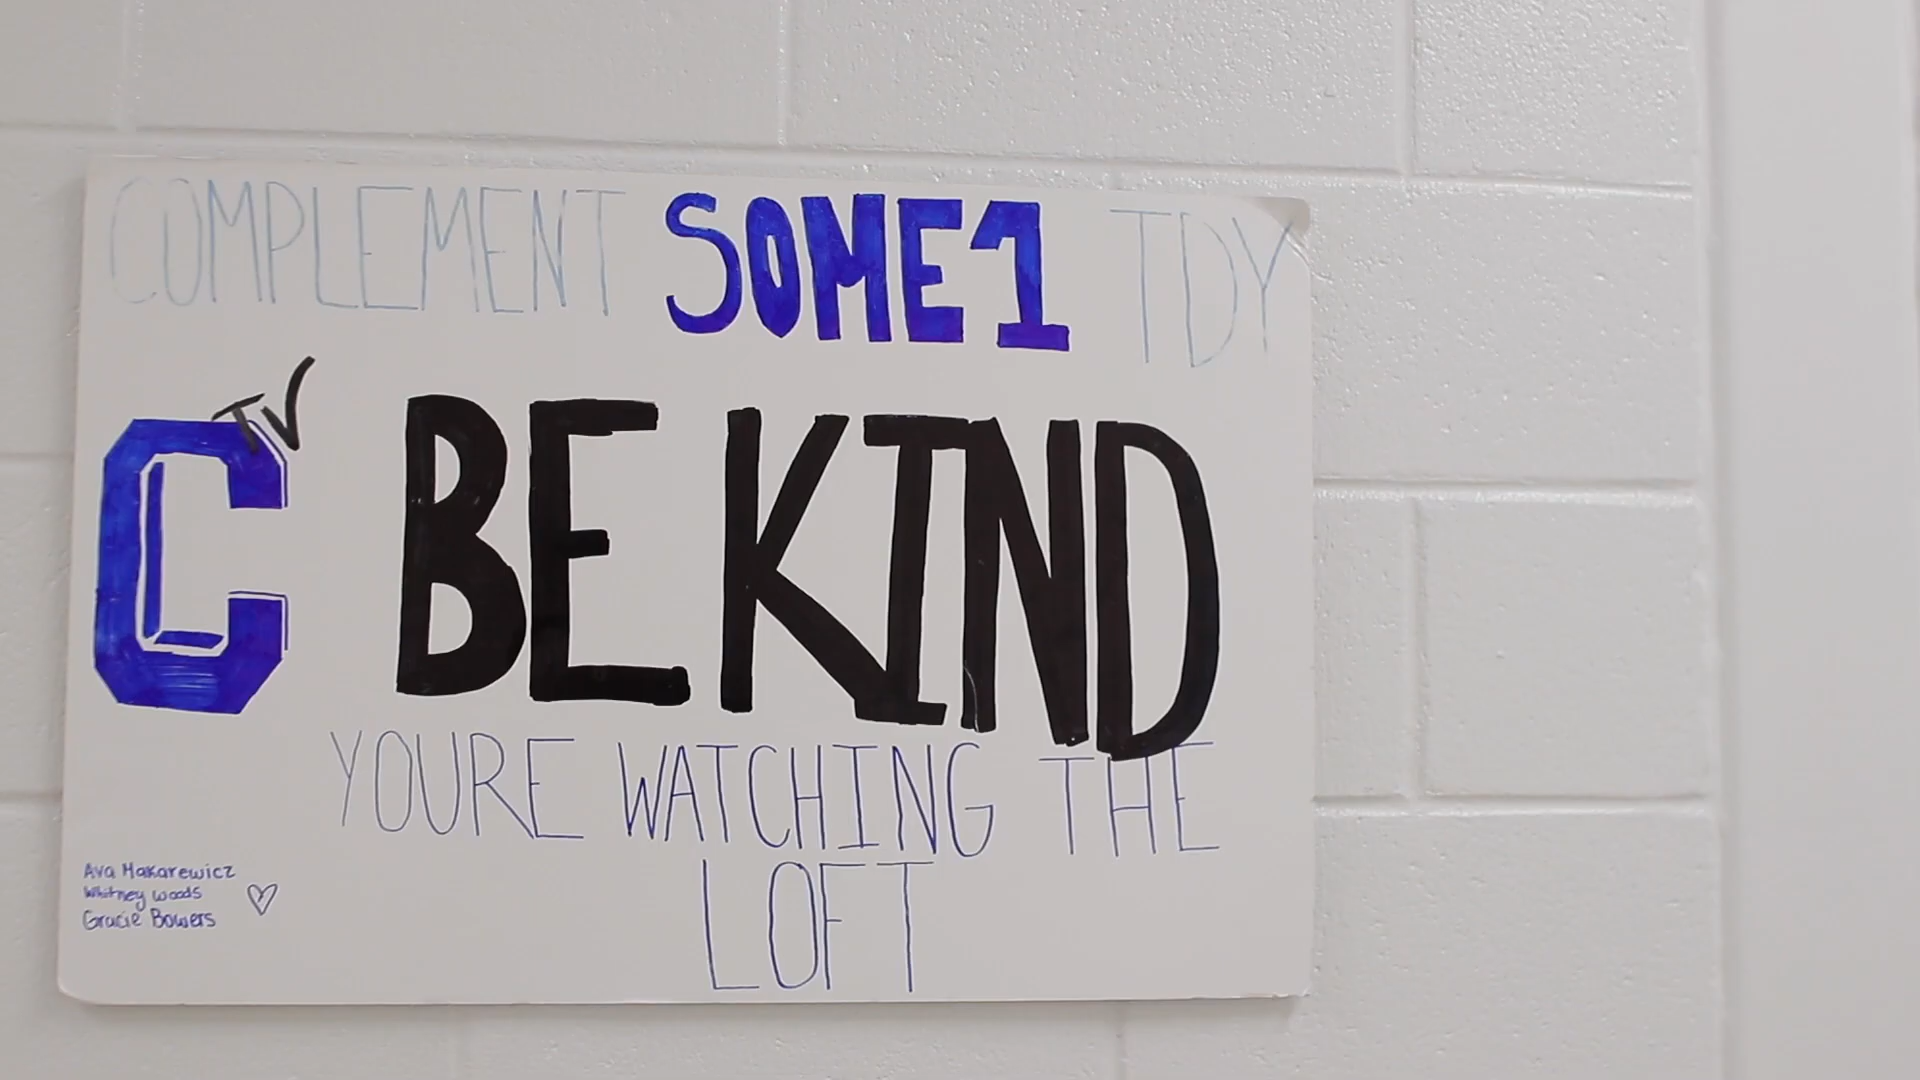 COMPLEMENT SOME1 TDY
C TV
BE KIND
YOURE WATCHING THE
LOFT
Ava Makarewicz
Whitney woods
Gracie Bowers